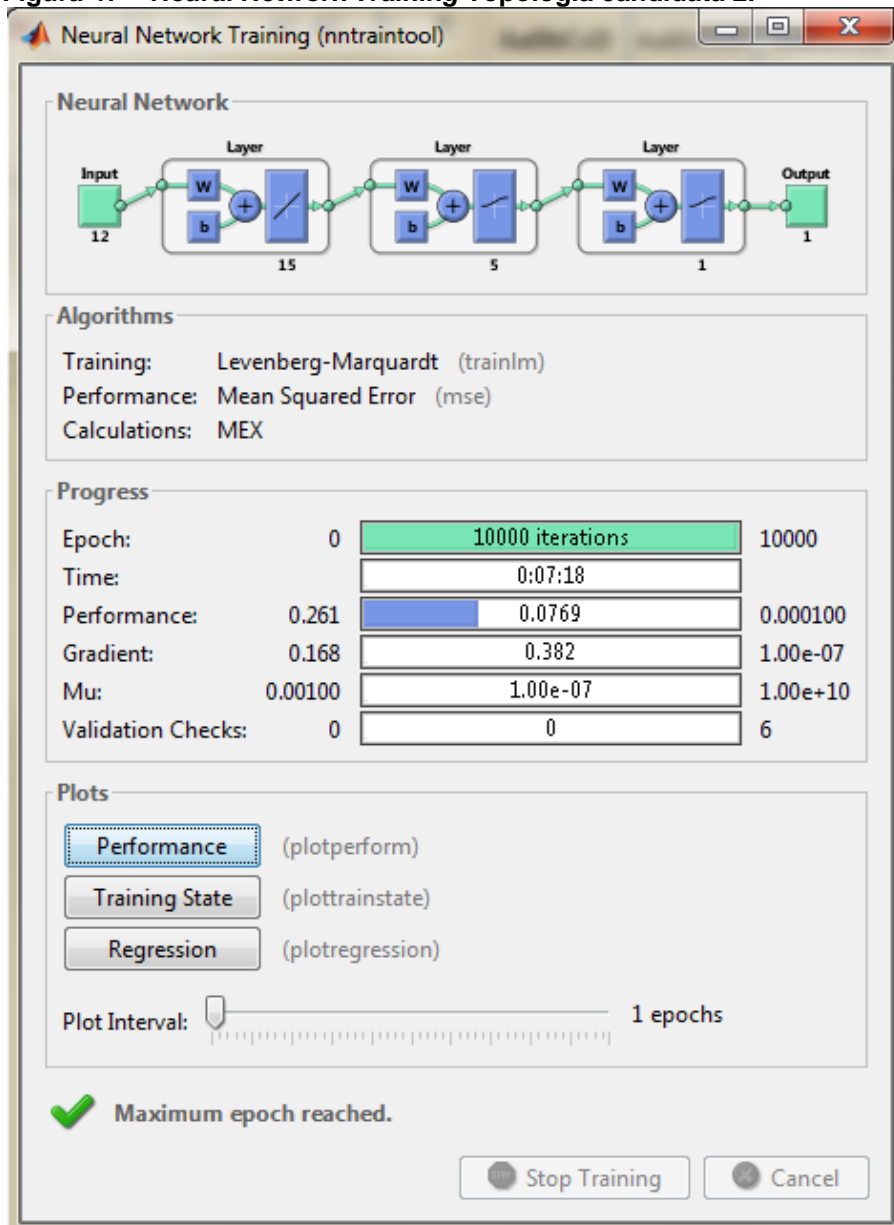 Neural Network Training (nntraintool)
Neural Network
Layer Layer Layer
Input Output
W W W
+ + +
b b b
12 1
15 5 1
Algorithms
Training: Levenberg-Marquardt (trainlm)
Performance: Mean Squared Error (mse)
Calculations: MEX
Progress
Epoch: 0 10000 iterations 10000
Time: 0:07:18
Performance: 0.261 0.0769 0.000100
Gradient: 0.168 0.382 1.00e-07
Mu: 0.00100 1.00e-07 1.00e+10
Validation Checks: 0 0 6
Plots
Performance (plotperform)
Training State (plottrainstate)
Regression (plotregression)
Plot Interval: 1 epochs
Maximum epoch reached.
STOP Stop Training Cancel